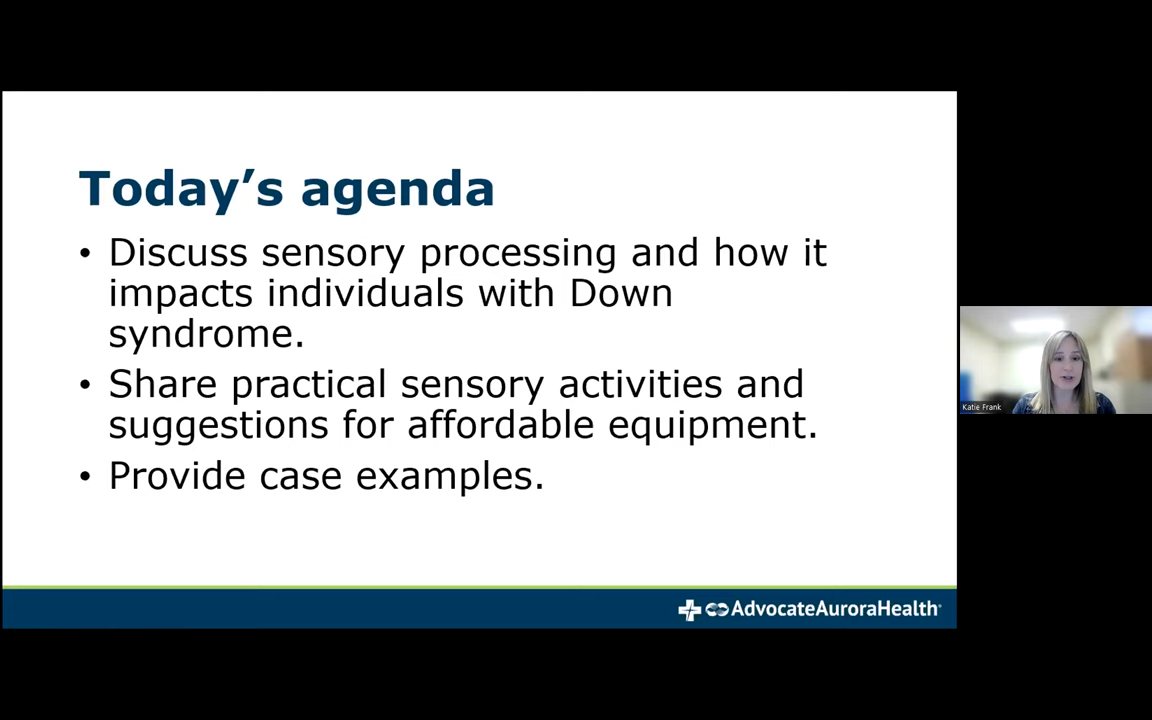 Today’s agenda
• Discuss sensory processing and how it
impacts individuals with Down
syndrome.
• Share practical sensory activities and
suggestions for affordable equipment.
• Provide case examples.
Katie Frank
AdvocateAuroraHealth®